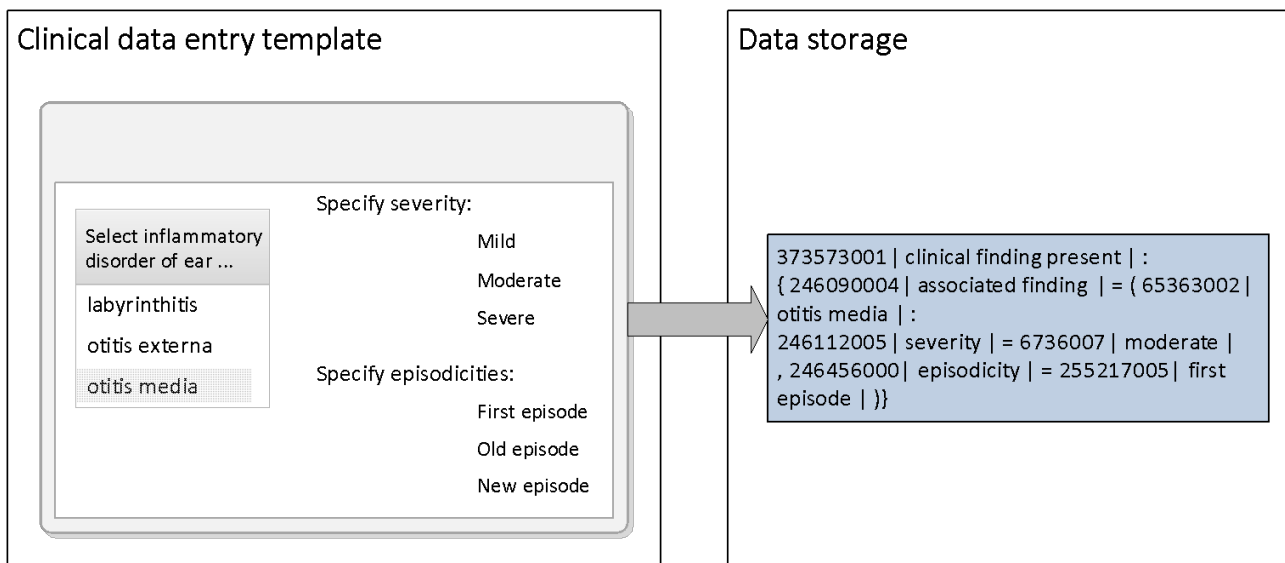 Clinical data entry template
Select inflammatory
disorder of ear ...
labyrinthitis
otitis externa
otitis media
Specify severity:
Mild
Moderate
Severe
Specify episodicities:
First episode
Old episode
New episode
Data storage
373573001 | clinical finding present | :
{ 246090004 | associated finding | = ( 65363002 |
otitis media | :
246112005 | severity | = 6736007 | moderate |
, 246456000 | episodicity | = 255217005 | first
episode | )}